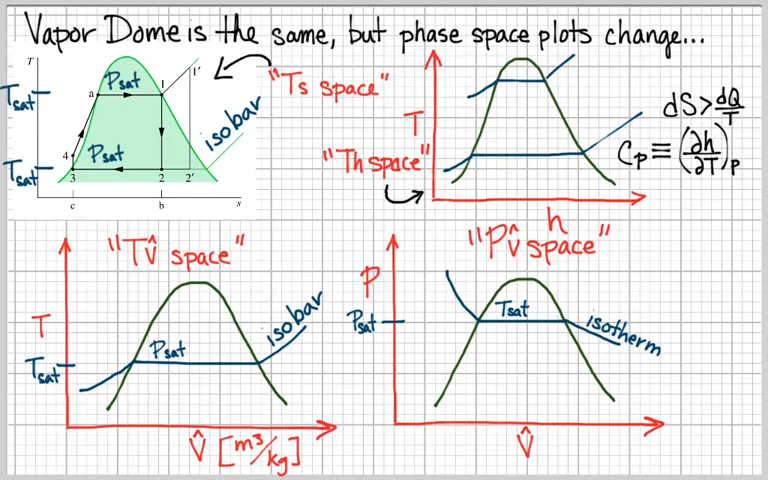 Vapor Dome is the same, but phase space plots change...
T
Psat
a
1
1'
Tsat
isobar
Psat
4
Tsat
3
2
2'
c
b
s
"Ts space"
"Th space"
T
h
dS > dQ/T
Cp ≡ (∂h/∂T)p
"TV̂ space"
T
isobar
Psat
Tsat
V̂ [m³/kg]
"PV̂ space"
P
Psat
Tsat
isotherm
V̂